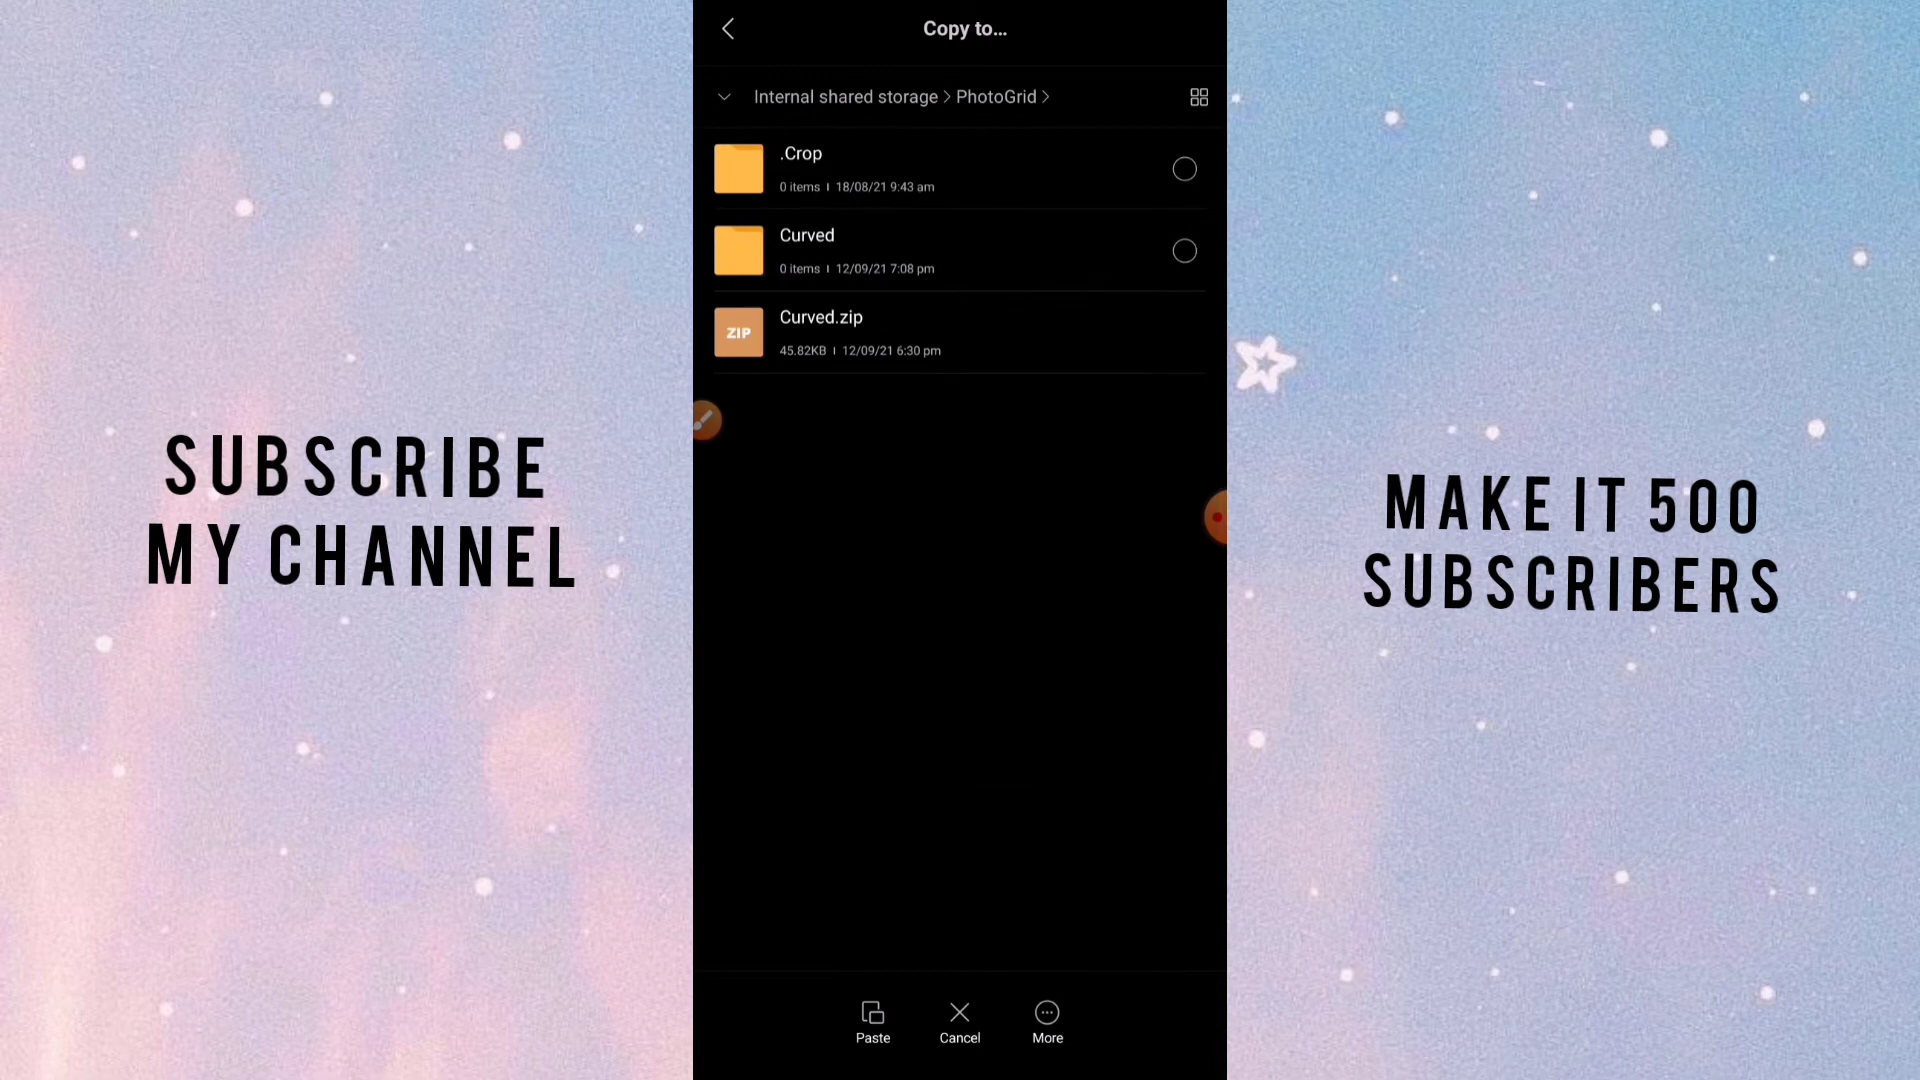 SUBSCRIBE
MY CHANNEL
Copy to...
Internal shared storage > PhotoGrid >
.Crop
0 items I 18/08/21 9:43 am
Curved
0 items I 12/09/21 7:08 pm
ZIP
Curved.zip
45.82KB I 12/09/21 6:30 pm
Paste
Cancel
More
MAKE IT 500
SUBSCRIBERS